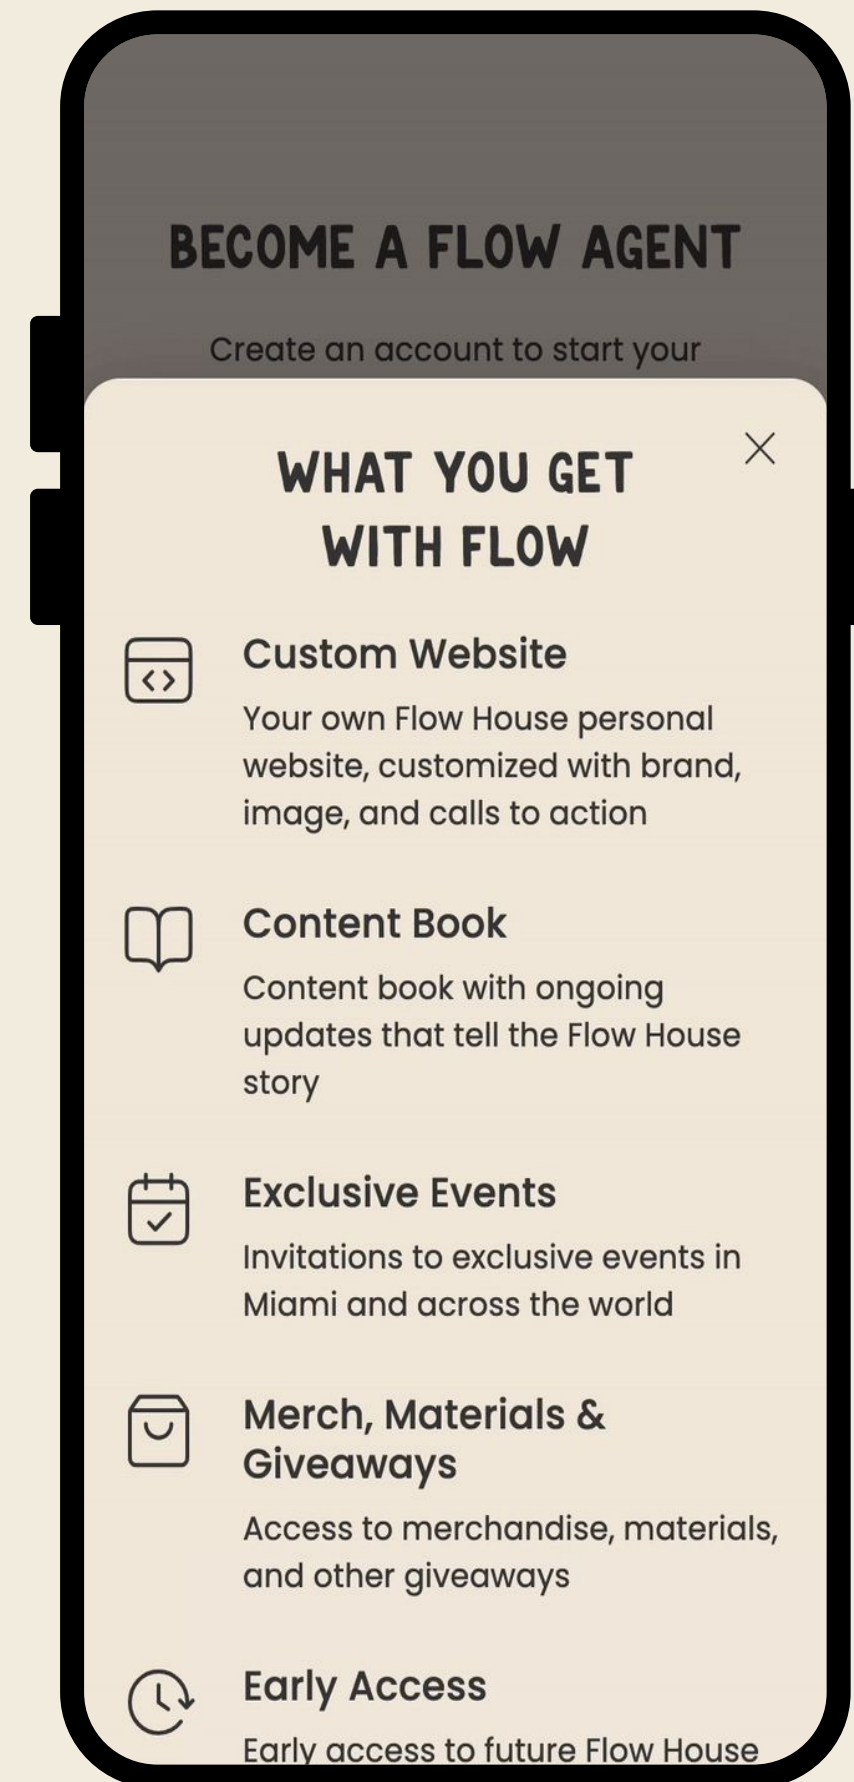 BECOME A FLOW AGENT
Create an account to start your
WHAT YOU GET
WITH FLOW
Custom Website
Your own Flow House personal
website, customized with brand,
image, and calls to action
Content Book
Content book with ongoing
updates that tell the Flow House
story
Exclusive Events
Invitations to exclusive events in
Miami and across the world
Merch, Materials &
Giveaways
Access to merchandise, materials,
and other giveaways
Early Access
Early access to future Flow House